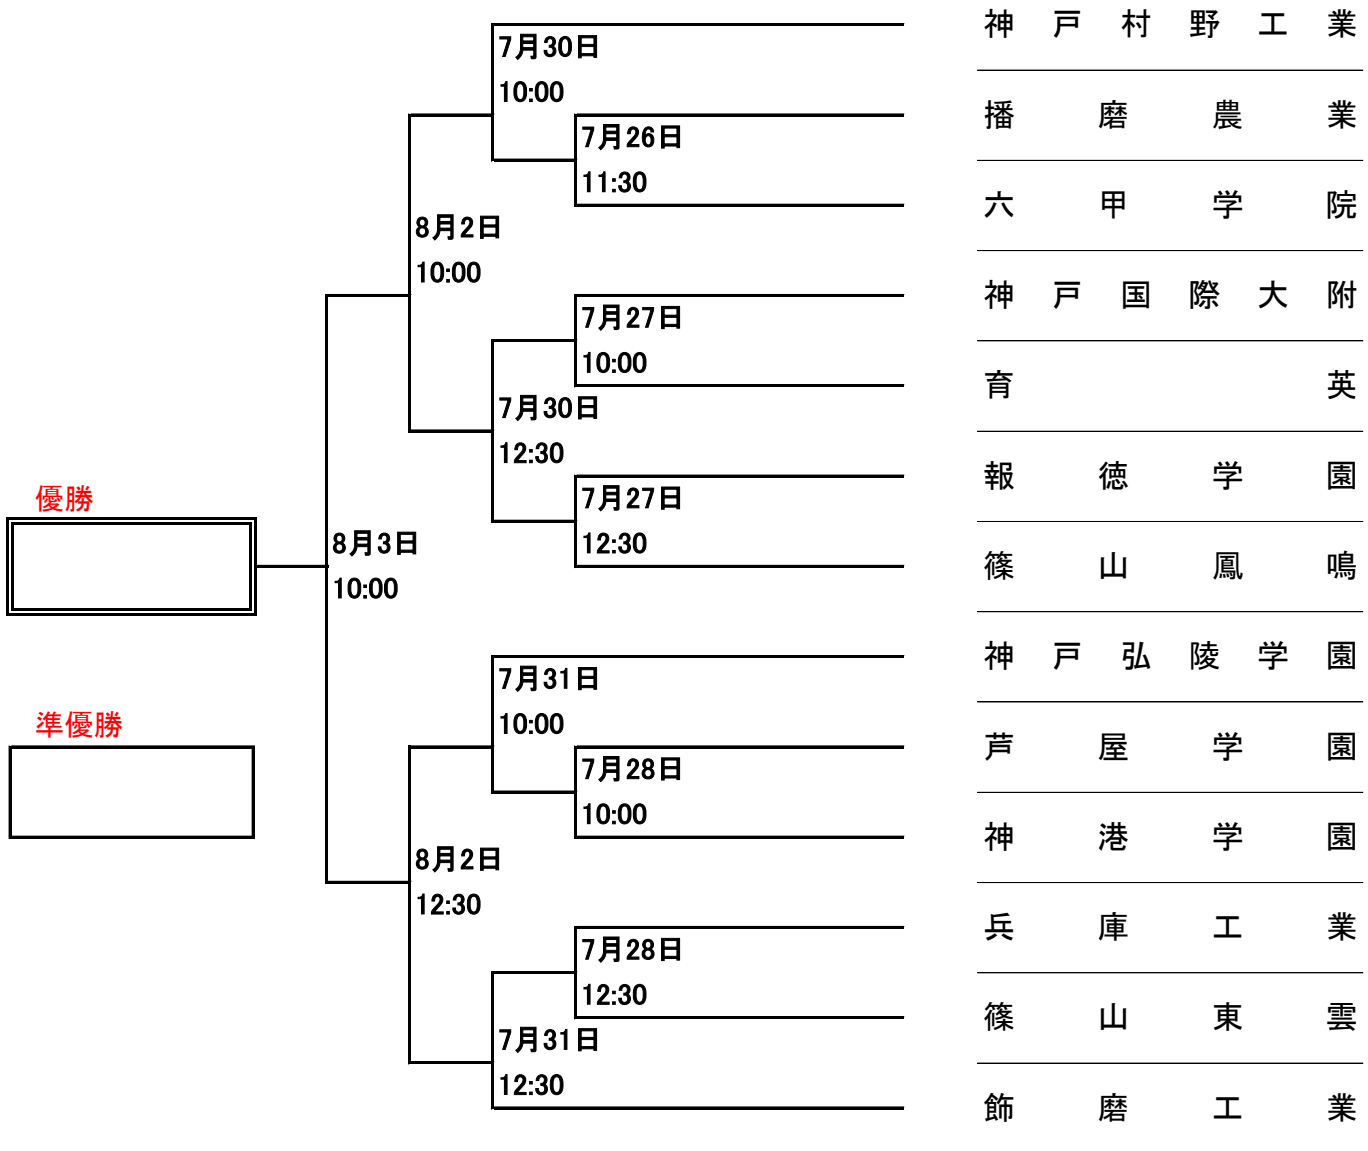 神戸村野工業
7月30日
10:00
播磨農業
7月26日
11:30
六甲学院
8月2日
10:00
神戸国際大附
7月27日
10:00
育英
7月30日
12:30
報徳学園
優勝
7月27日
12:30
篠山鳳鳴
8月3日
10:00
神戸弘陵学園
7月31日
10:00
準優勝
芦屋学園
7月28日
10:00
神港学園
8月2日
12:30
兵庫工業
7月28日
12:30
篠山東雲
7月31日
12:30
飾磨工業